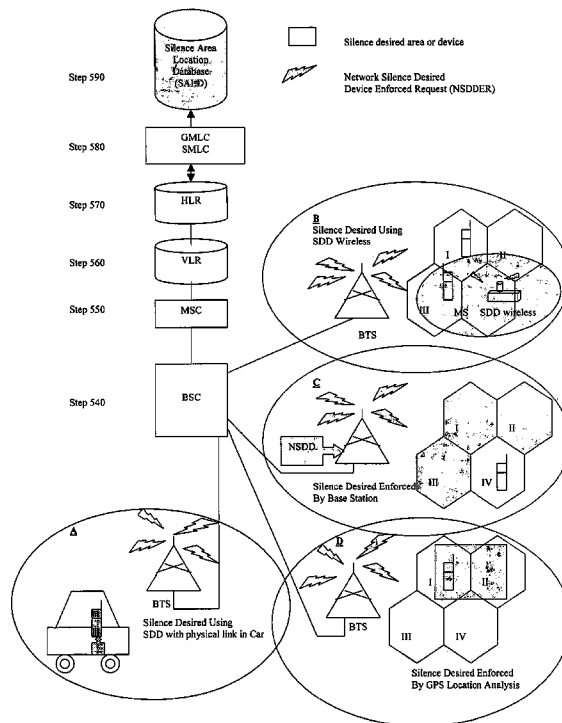 Silence Area
Location
Database
(SALD)
Step 590
Silence desired area or device
Network Silence Desired
Device Enforced Request (NSDDER)
GMLC
SMLC
Step 580
HLR
Step 570
VLR
Step 560
MSC
Step 550
BSC
Step 540
B
Silence Desired Using
SDD Wireless
I
II
III
MS
SDD wireless
BTS
C
NSDD
I
II
III
IV
Silence Desired Enforced
By Base Station
A
BTS
Silence Desired Using
SDD with physical link in Car
D
BTS
I
II
III
IV
Silence Desired Enforced
By GPS Location Analysis